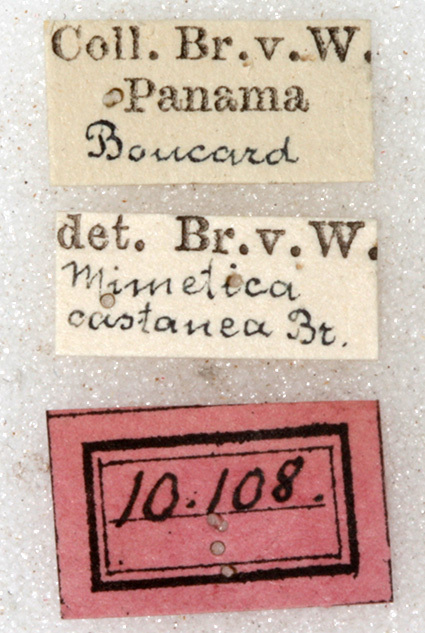 Coll. Br.v.W.
Panama
Boucard
det. Br.v.W.
Mimetica
castanea Br.
10.108.